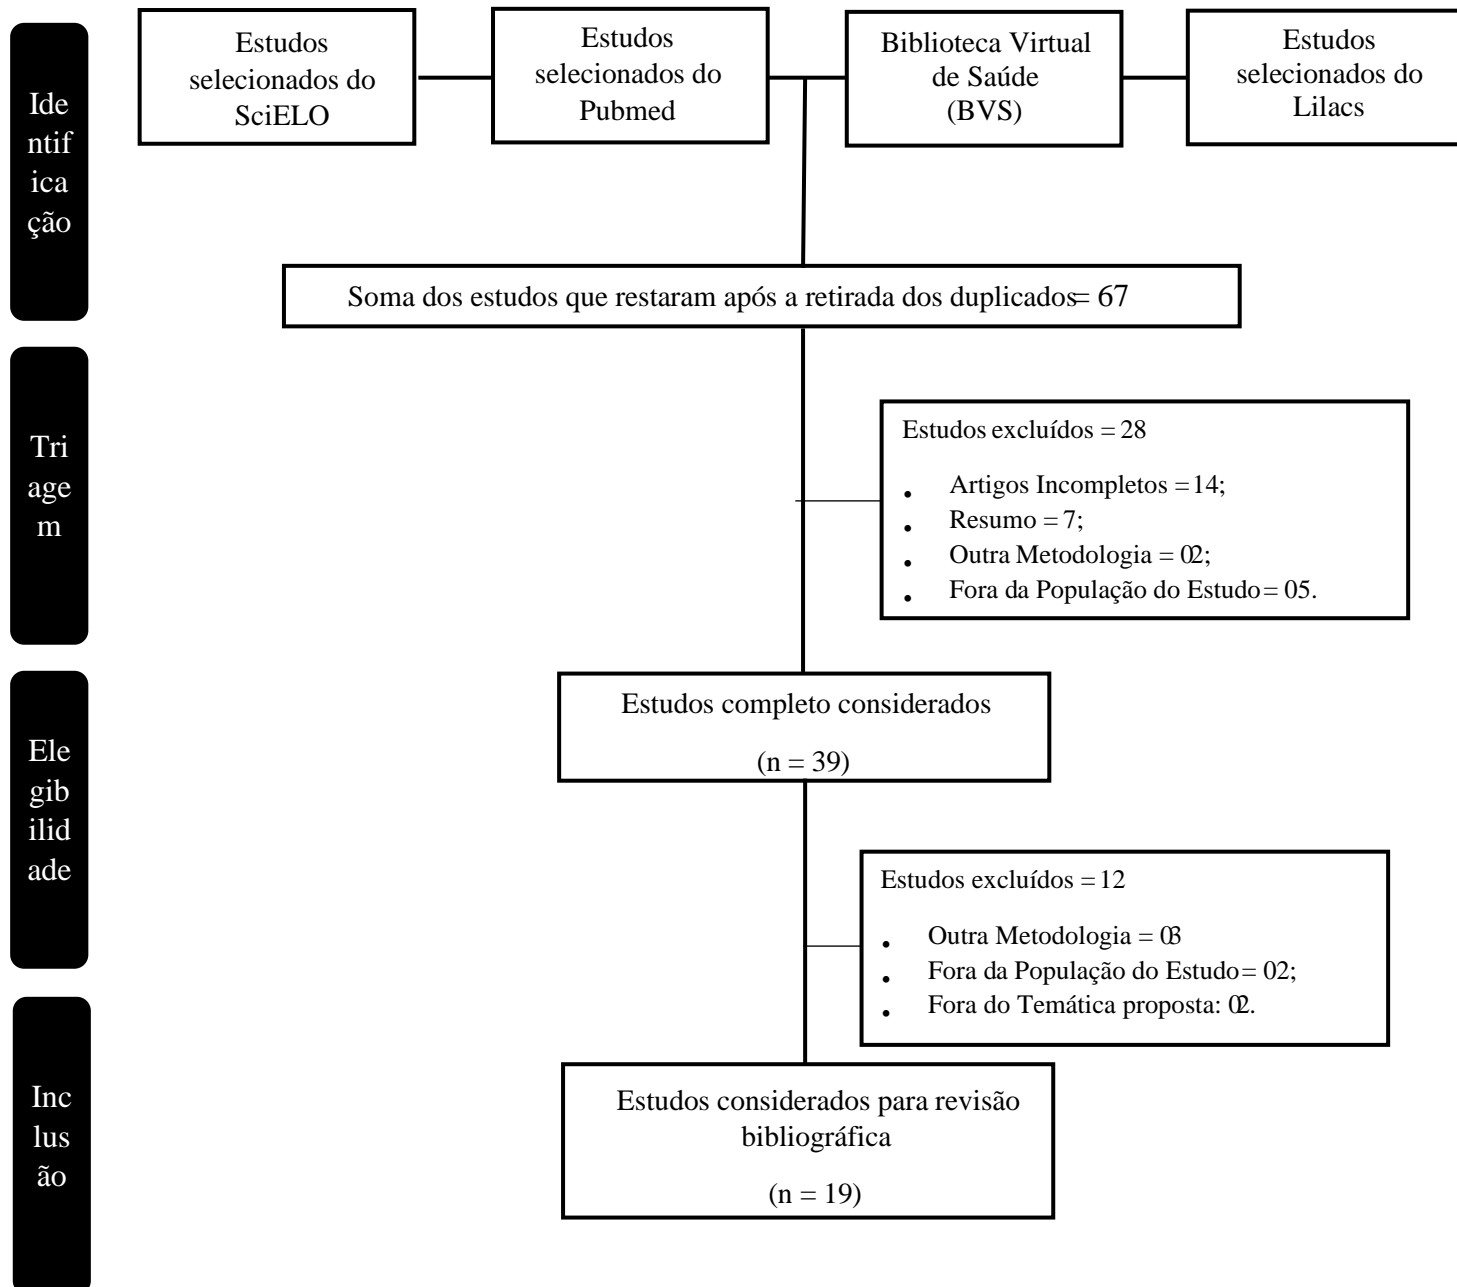 Ide
ntif
ica
ção
Estudos
selecionados do
SciELO
Estudos
selecionados do
Pubmed
Biblioteca Virtual
de Saúde
(BVS)
Estudos
selecionados do
Lilacs
Soma dos estudos que restaram após a retirada dos duplicados= 67
Tri
age
m
Estudos excluídos = 28
• Artigos Incompletos = 14;
• Resumo = 7;
• Outra Metodologia = 02;
• Fora da População do Estudo = 05.
Ele
gib
ilid
ade
Estudos completo considerados
(n = 39)
Estudos excluídos = 12
• Outra Metodologia = 03
• Fora da População do Estudo = 02;
• Fora do Temática proposta: 02.
Inc
lus
ão
Estudos considerados para revisão
bibliográfica
(n = 19)